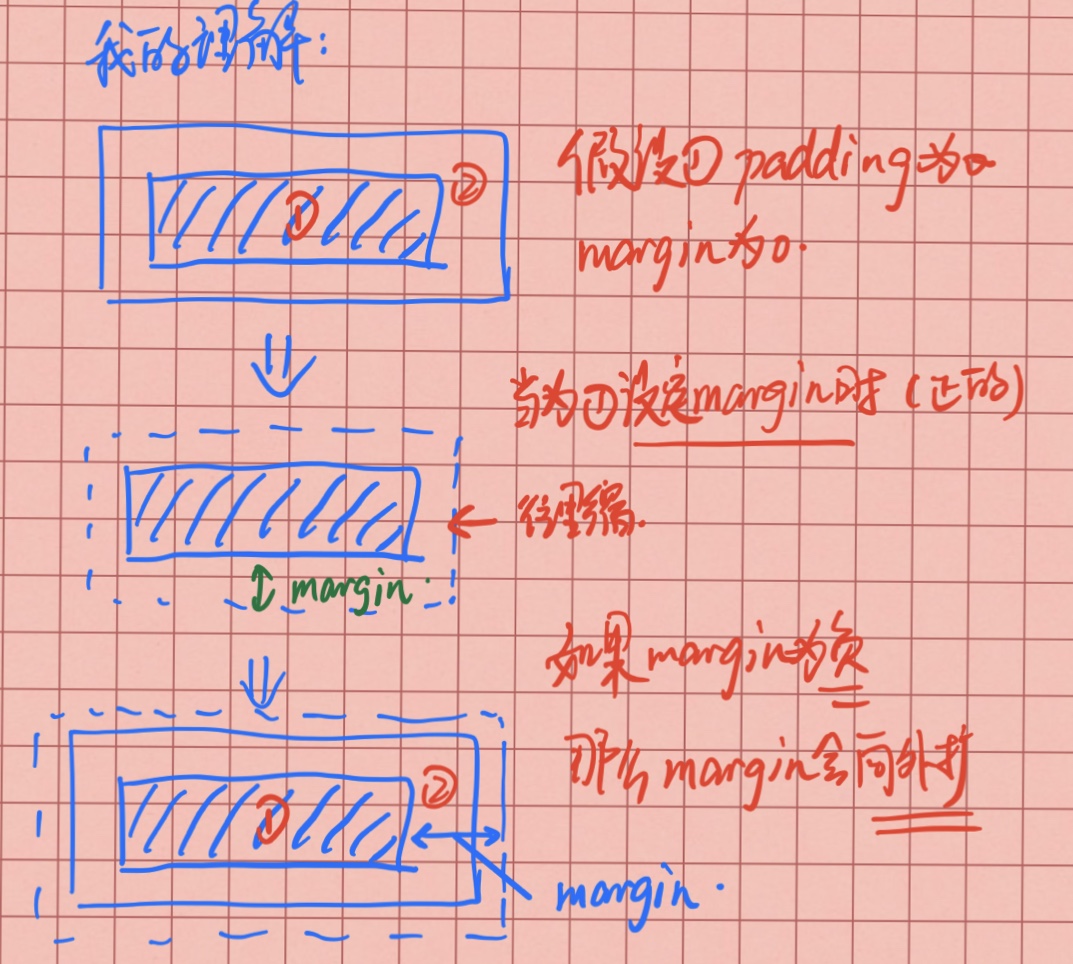 我的理解:
假设① padding为0
margin为0.
②
①
当为①设定margin时(正的)
往里缩.
margin.
如果margin为负
那么margin会向外扩
②
①
margin.